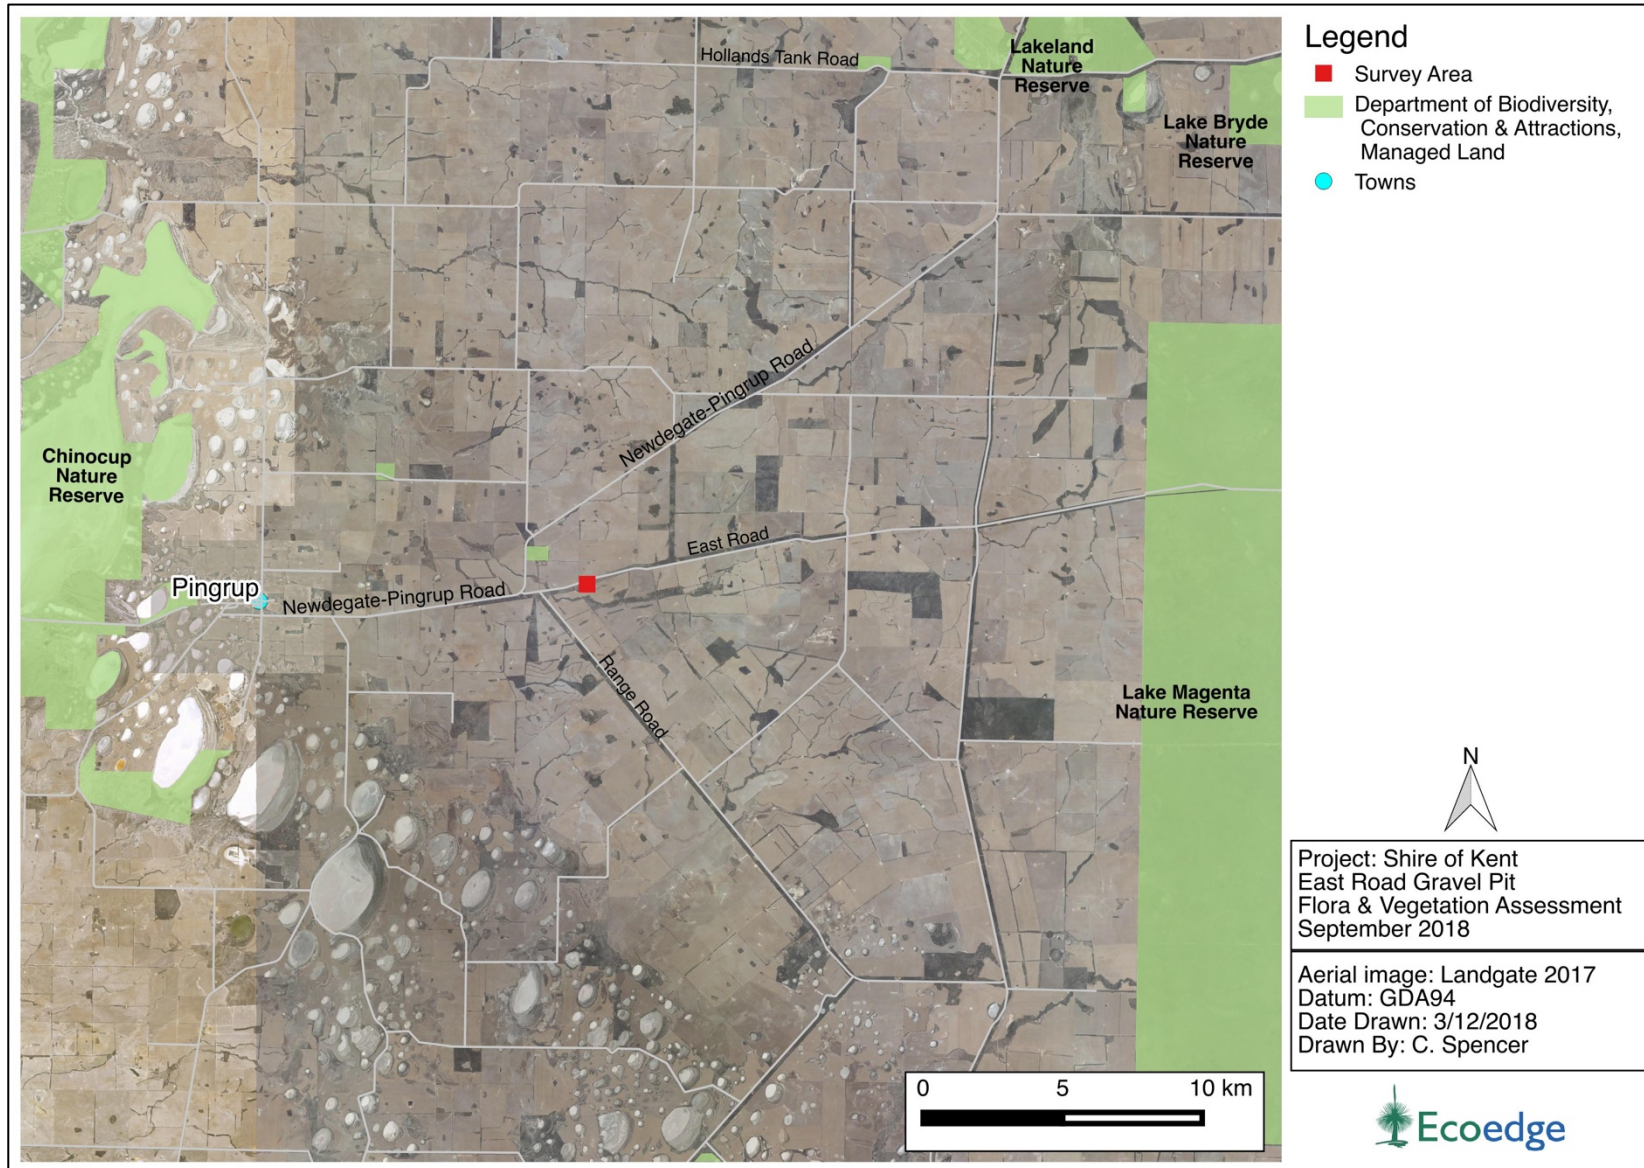 Hollands Tank Road
Lakeland
Nature
Reserve
Lake Bryde
Nature
Reserve
Newdegate-Pingrup Road
Chinocup
Nature
Reserve
East Road
Pingrup
Newdegate-Pingrup Road
Range Road
Lake Magenta
Nature Reserve
0 5 10 km
Legend
Survey Area
Department of Biodiversity,
Conservation & Attractions,
Managed Land
Towns
N
Project: Shire of Kent
East Road Gravel Pit
Flora & Vegetation Assessment
September 2018
Aerial image: Landgate 2017
Datum: GDA94
Date Drawn: 3/12/2018
Drawn By: C. Spencer
Ecoedge